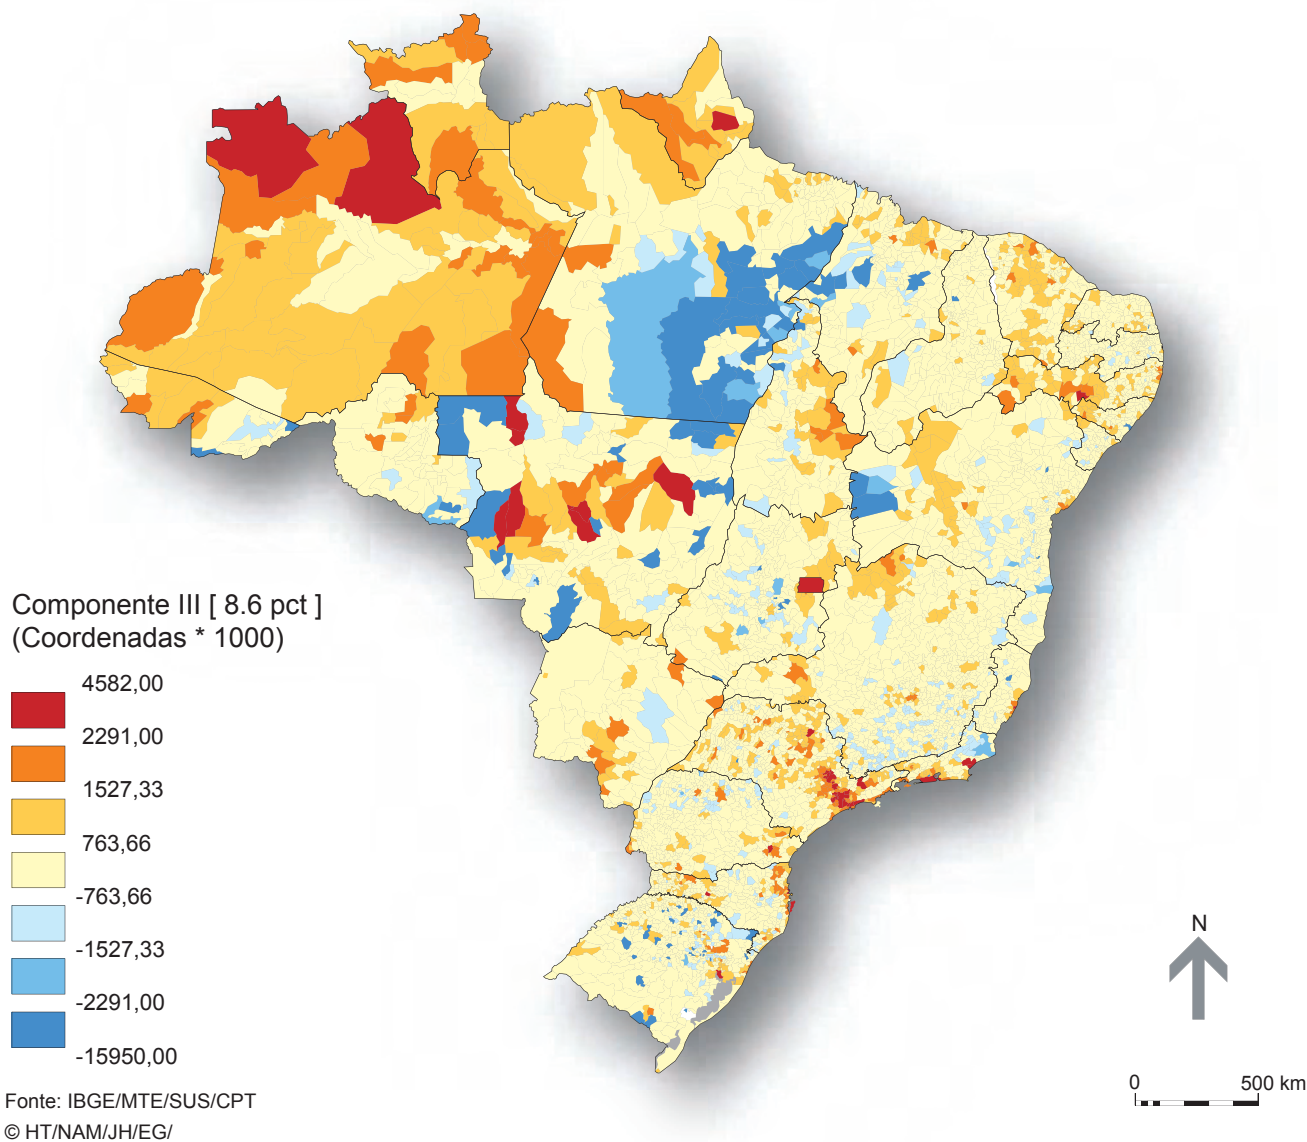 Componente III [ 8.6 pct ]
(Coordenadas * 1000)
4582,00
2291,00
1527,33
763,66
-763,66
-1527,33
-2291,00
-15950,00
Fonte: IBGE/MTE/SUS/CPT
© HT/NAM/JH/EG/
N
0 500 km